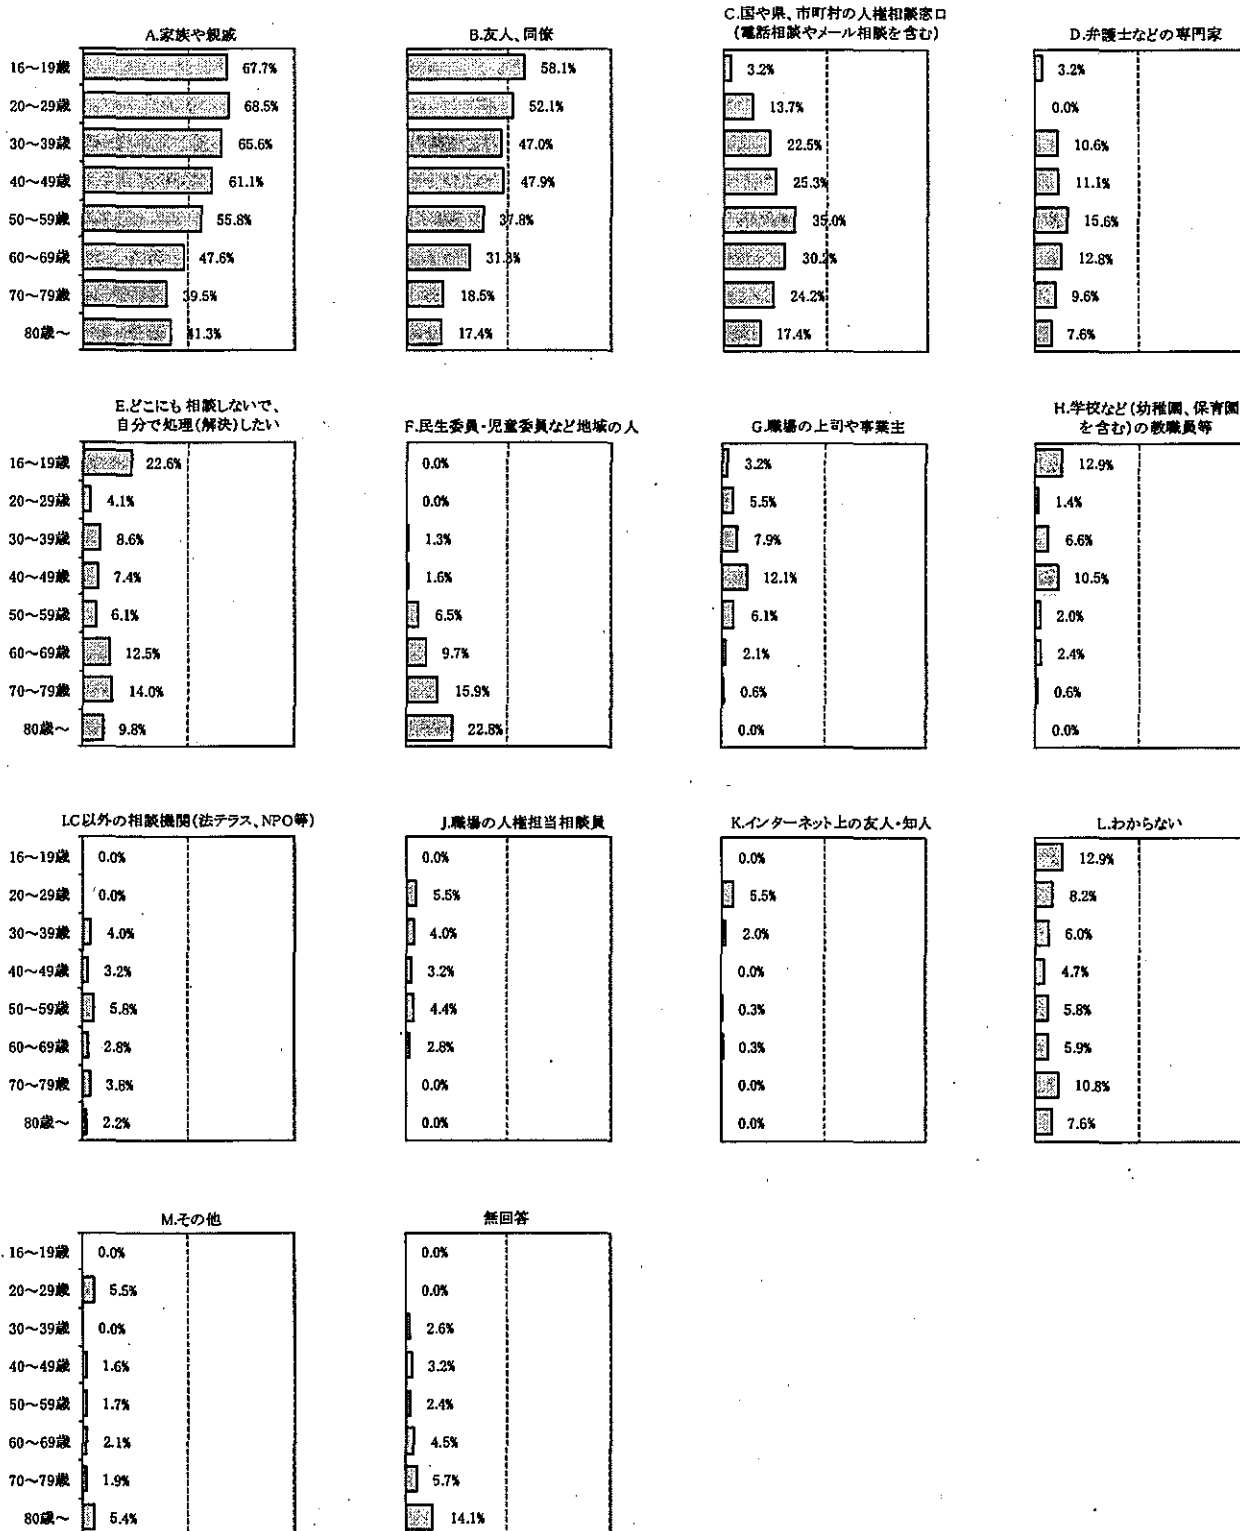 A.家族や親戚
16～19歳 67.7%
20～29歳 68.5%
30～39歳 65.6%
40～49歳 61.1%
50～59歳 55.8%
60～69歳 47.6%
70～79歳 39.5%
80歳～ 41.3%
B.友人、同僚
58.1%
52.1%
47.0%
47.9%
37.8%
31.3%
18.5%
17.4%
C.国や県、市町村の人権相談窓口
(電話相談やメール相談を含む)
3.2%
13.7%
22.5%
25.3%
35.0%
30.2%
24.2%
17.4%
D.弁護士などの専門家
3.2%
0.0%
10.6%
11.1%
15.6%
12.8%
9.6%
7.6%
E.どこにも相談しないで、
自分で処理(解決)したい
16～19歳 22.6%
20～29歳 4.1%
30～39歳 8.6%
40～49歳 7.4%
50～59歳 6.1%
60～69歳 12.5%
70～79歳 14.0%
80歳～ 9.8%
F.民生委員・児童委員など地域の人
0.0%
0.0%
1.3%
1.6%
6.5%
9.7%
15.9%
22.8%
G.職場の上司や事業主
3.2%
5.5%
7.9%
12.1%
6.1%
2.1%
0.6%
0.0%
H.学校など(幼稚園、保育園
を含む)の教職員等
12.9%
1.4%
6.6%
10.5%
2.0%
2.4%
0.6%
0.0%
I.C以外の相談機関(法テラス、NPO等)
16～19歳 0.0%
20～29歳 0.0%
30～39歳 4.0%
40～49歳 3.2%
50～59歳 5.8%
60～69歳 2.8%
70～79歳 3.8%
80歳～ 2.2%
J.職場の人権担当相談員
0.0%
5.5%
4.0%
3.2%
4.4%
2.8%
0.0%
0.0%
K.インターネット上の友人・知人
0.0%
5.5%
2.0%
0.0%
0.3%
0.3%
0.0%
0.0%
L.わからない
12.9%
8.2%
6.0%
4.7%
5.8%
5.9%
10.8%
7.6%
M.その他
16～19歳 0.0%
20～29歳 5.5%
30～39歳 0.0%
40～49歳 1.6%
50～59歳 1.7%
60～69歳 2.1%
70～79歳 1.9%
80歳～ 5.4%
無回答
0.0%
0.0%
2.6%
3.2%
2.4%
4.5%
5.7%
14.1%